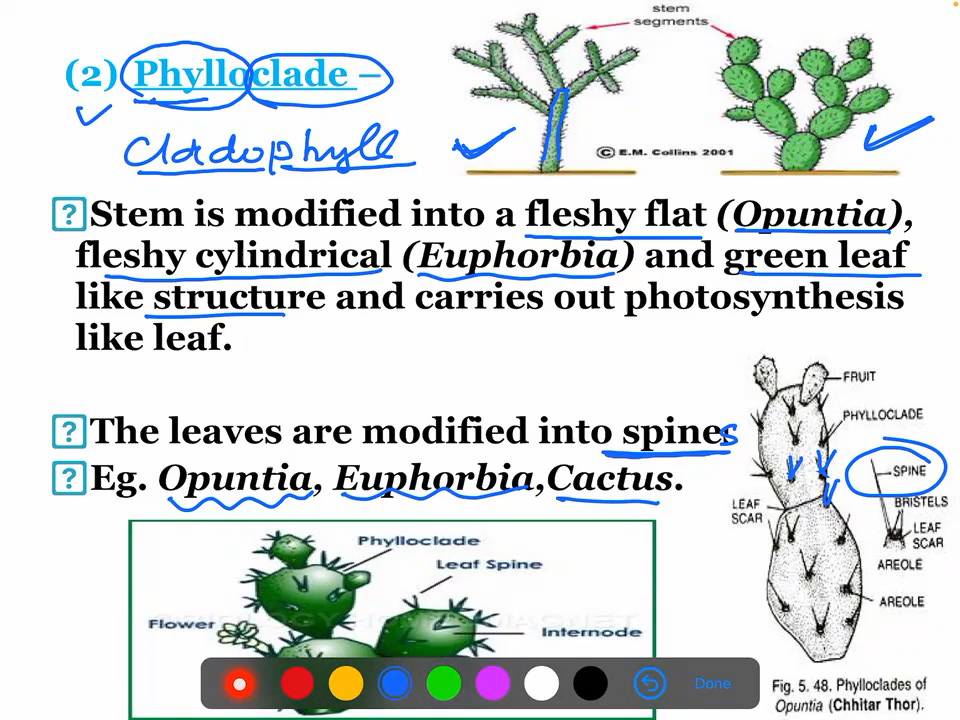 stem
segments
(2) Phylloclade –
Cladophyll
© E.M. Collins 2001
?Stem is modified into a fleshy flat (Opuntia),
fleshy cylindrical (Euphorbia) and green leaf
like structure and carries out photosynthesis
like leaf.
FRUIT
PHYLLOCLADE
?The leaves are modified into spines
SPINE
?Eg. Opuntia, Euphorbia,Cactus.
BRISTELS
LEAF
SCAR
LEAF
SCAR
AREOLÉ
AREOLE
Phylloclade
Leaf Spine
Flower
Internode
Done
Fig. 5. 48. Phylloclades of
Opuntia (Chhitar Thor).